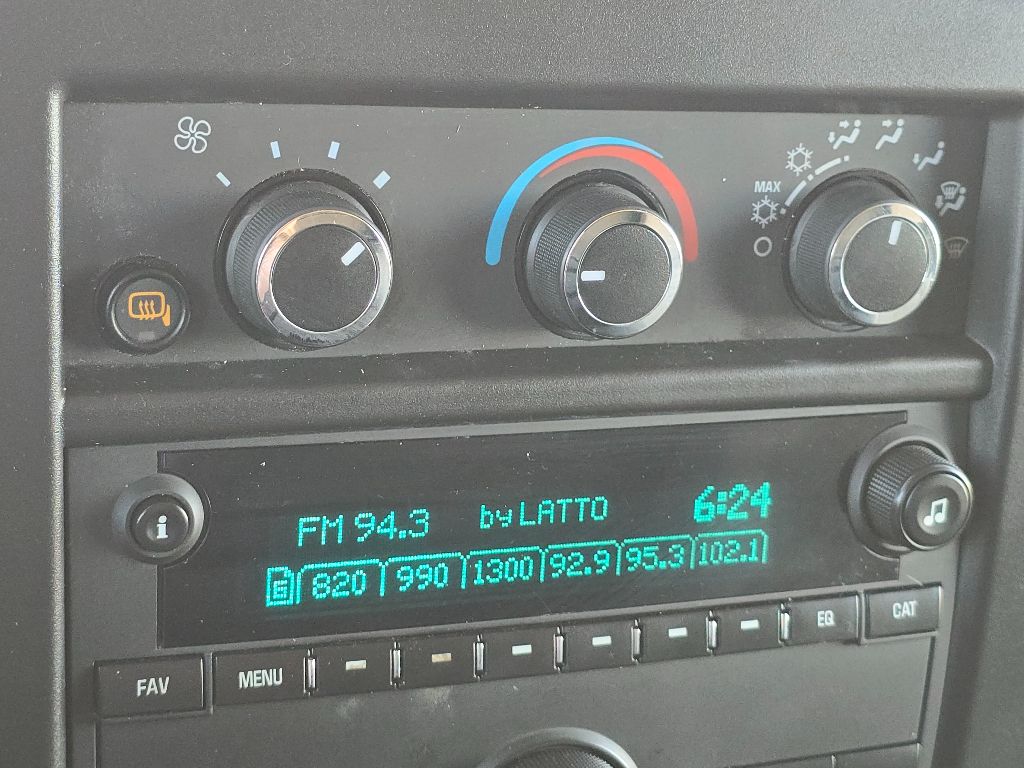 MAX
FM 94.3 by LATTO 6:24
620 990 1300 92.9 95.3 102.1
i
FAV MENU EQ CAT